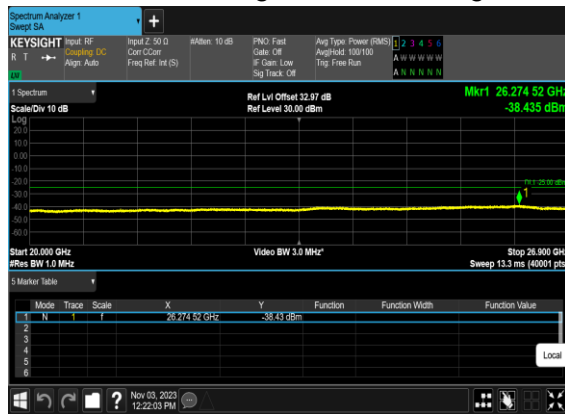 Spectrum Analyzer 1
Swept SA
+
KEYSIGHT
R T
LW
Input: RF
Coupling: DC
Align: Auto
Input Z: 50 Ω
Corr CCorr
Freq Ref: Int (S)
#Atten: 10 dB
PNO: Fast
Gate: Off
IF Gain: Low
Sig Track: Off
Avg Type: Power (RMS)
Avg|Hold: 100/100
Trig: Free Run
1 2 3 4 5 6
A W W W W W
A N N N N N
1 Spectrum
Scale/Div 10 dB
Ref Lvl Offset 32.97 dB
Ref Level 30.00 dBm
Mkr1 26.274 52 GHz
-38.435 dBm
Log
20.0
10.0
0.00
-10.0
-20.0
-30.0
-40.0
-50.0
-60.0
DL1 -25.00 dBm
1
Start 20.000 GHz
#Res BW 1.0 MHz
Video BW 3.0 MHz*
Stop 26.900 GHz
Sweep 13.3 ms (40001 pts)
5 Marker Table
Mode Trace Scale X Y Function Function Width Function Value
1 N 1 f 26.274 52 GHz -38.43 dBm
2
3
4
5
6
Local
?
Nov 03, 2023
12:22:03 PM